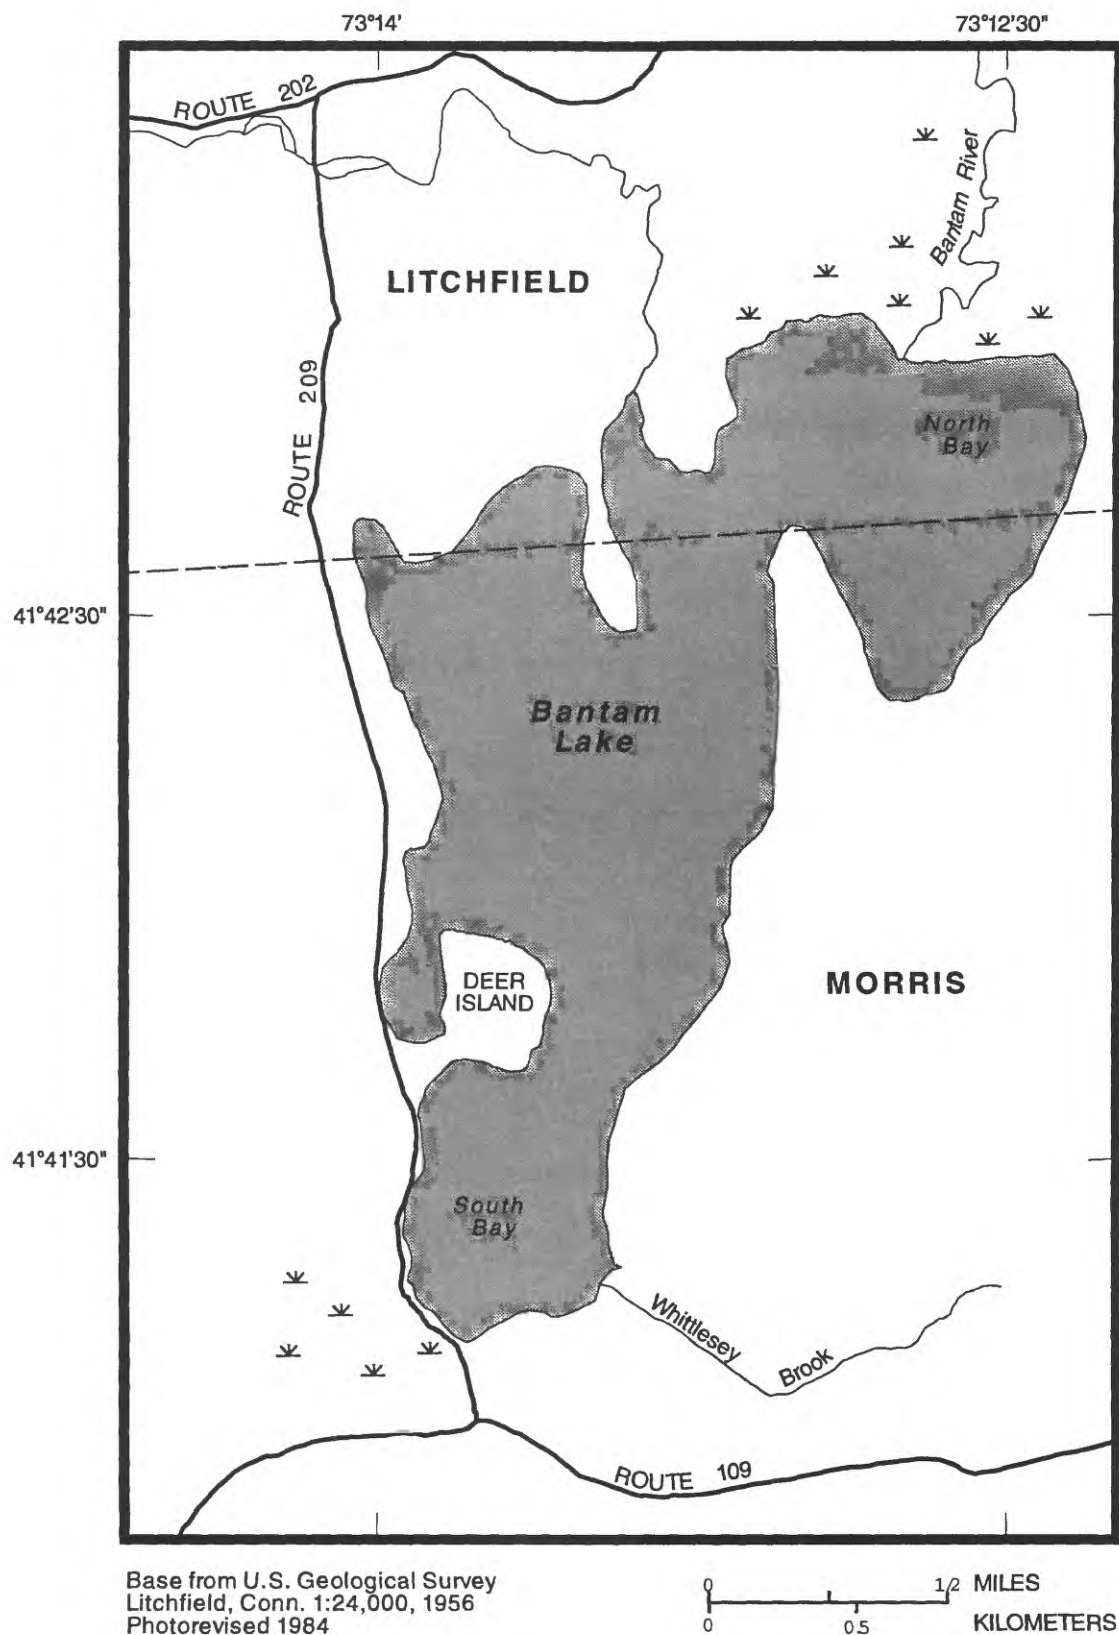 73°14'
73°12'30"
ROUTE 202
Bantam River
LITCHFIELD
ROUTE 209
North
Bay
41°42'30"
Bantam
Lake
DEER
ISLAND
MORRIS
41°41'30"
South
Bay
Whittlesey
Brook
ROUTE 109
Base from U.S. Geological Survey
Litchfield, Conn. 1:24,000, 1956
Photorevised 1984
0 1/2 MILES
0 0.5 KILOMETERS